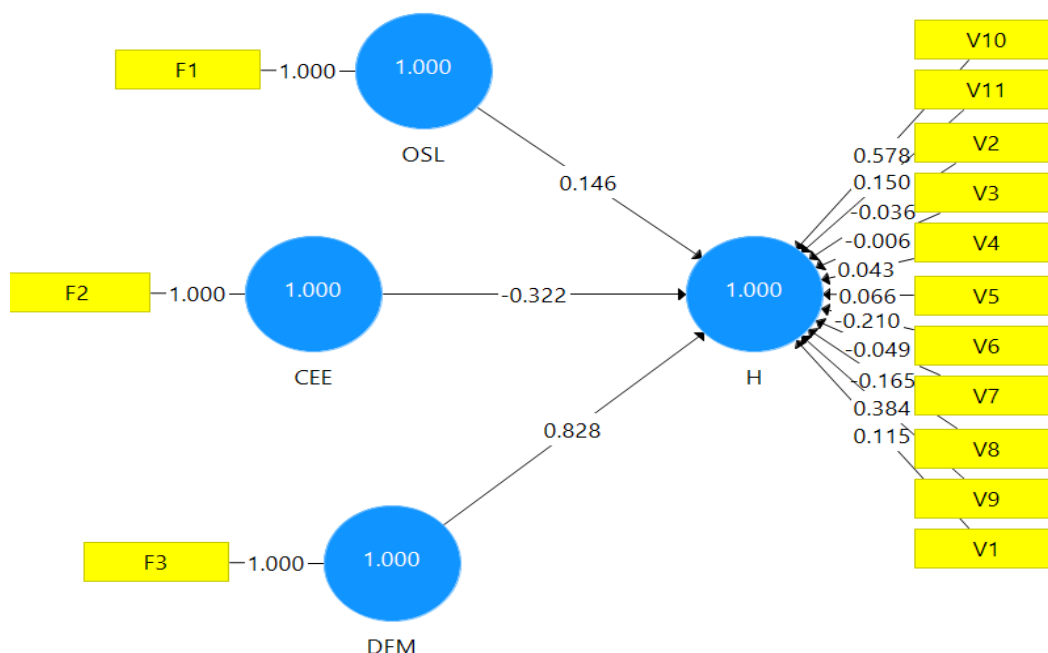 F1
1.000
1.000
OSL
0.146
F2
1.000
1.000
CEE
-0.322
F3
1.000
1.000
DEM
0.828
1.000
H
V10
V11
V2
V3
V4
V5
V6
V7
V8
V9
V1
0.578
0.150
-0.036
-0.006
0.043
0.066
-0.210
-0.049
-0.165
0.384
0.115